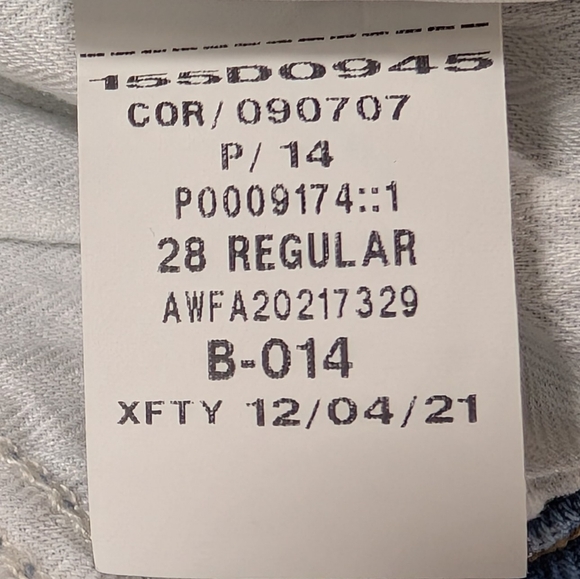 155D0945
COR/090707
P/14
P0009174::1
28 REGULAR
AWFA20217329
B-014
XFTY 12/04/21